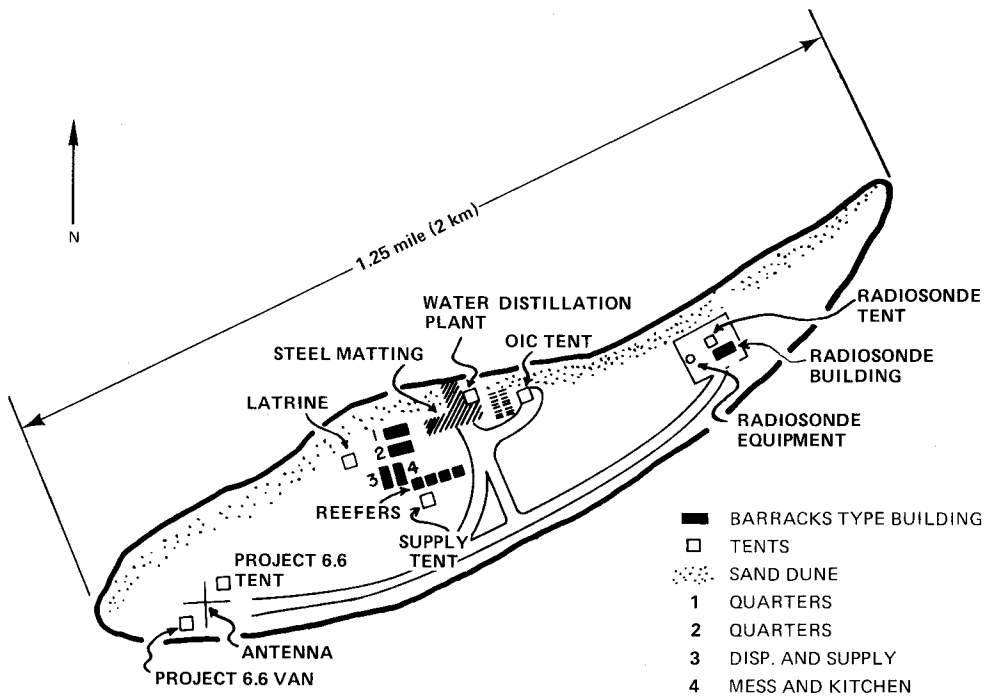 1.25 mile (2 km)
N
WATER DISTILLATION
PLANT
OIC TENT
STEEL MATTING
LATRINE
RADIOSONDE
TENT
RADIOSONDE
BUILDING
RADIOSONDE
EQUIPMENT
1
2
3
4
REEFERS
SUPPLY
TENT
PROJECT 6.6
TENT
ANTENNA
PROJECT 6.6 VAN
BARRACKS TYPE BUILDING
TENTS
SAND DUNE
1 QUARTERS
2 QUARTERS
3 DISP. AND SUPPLY
4 MESS AND KITCHEN